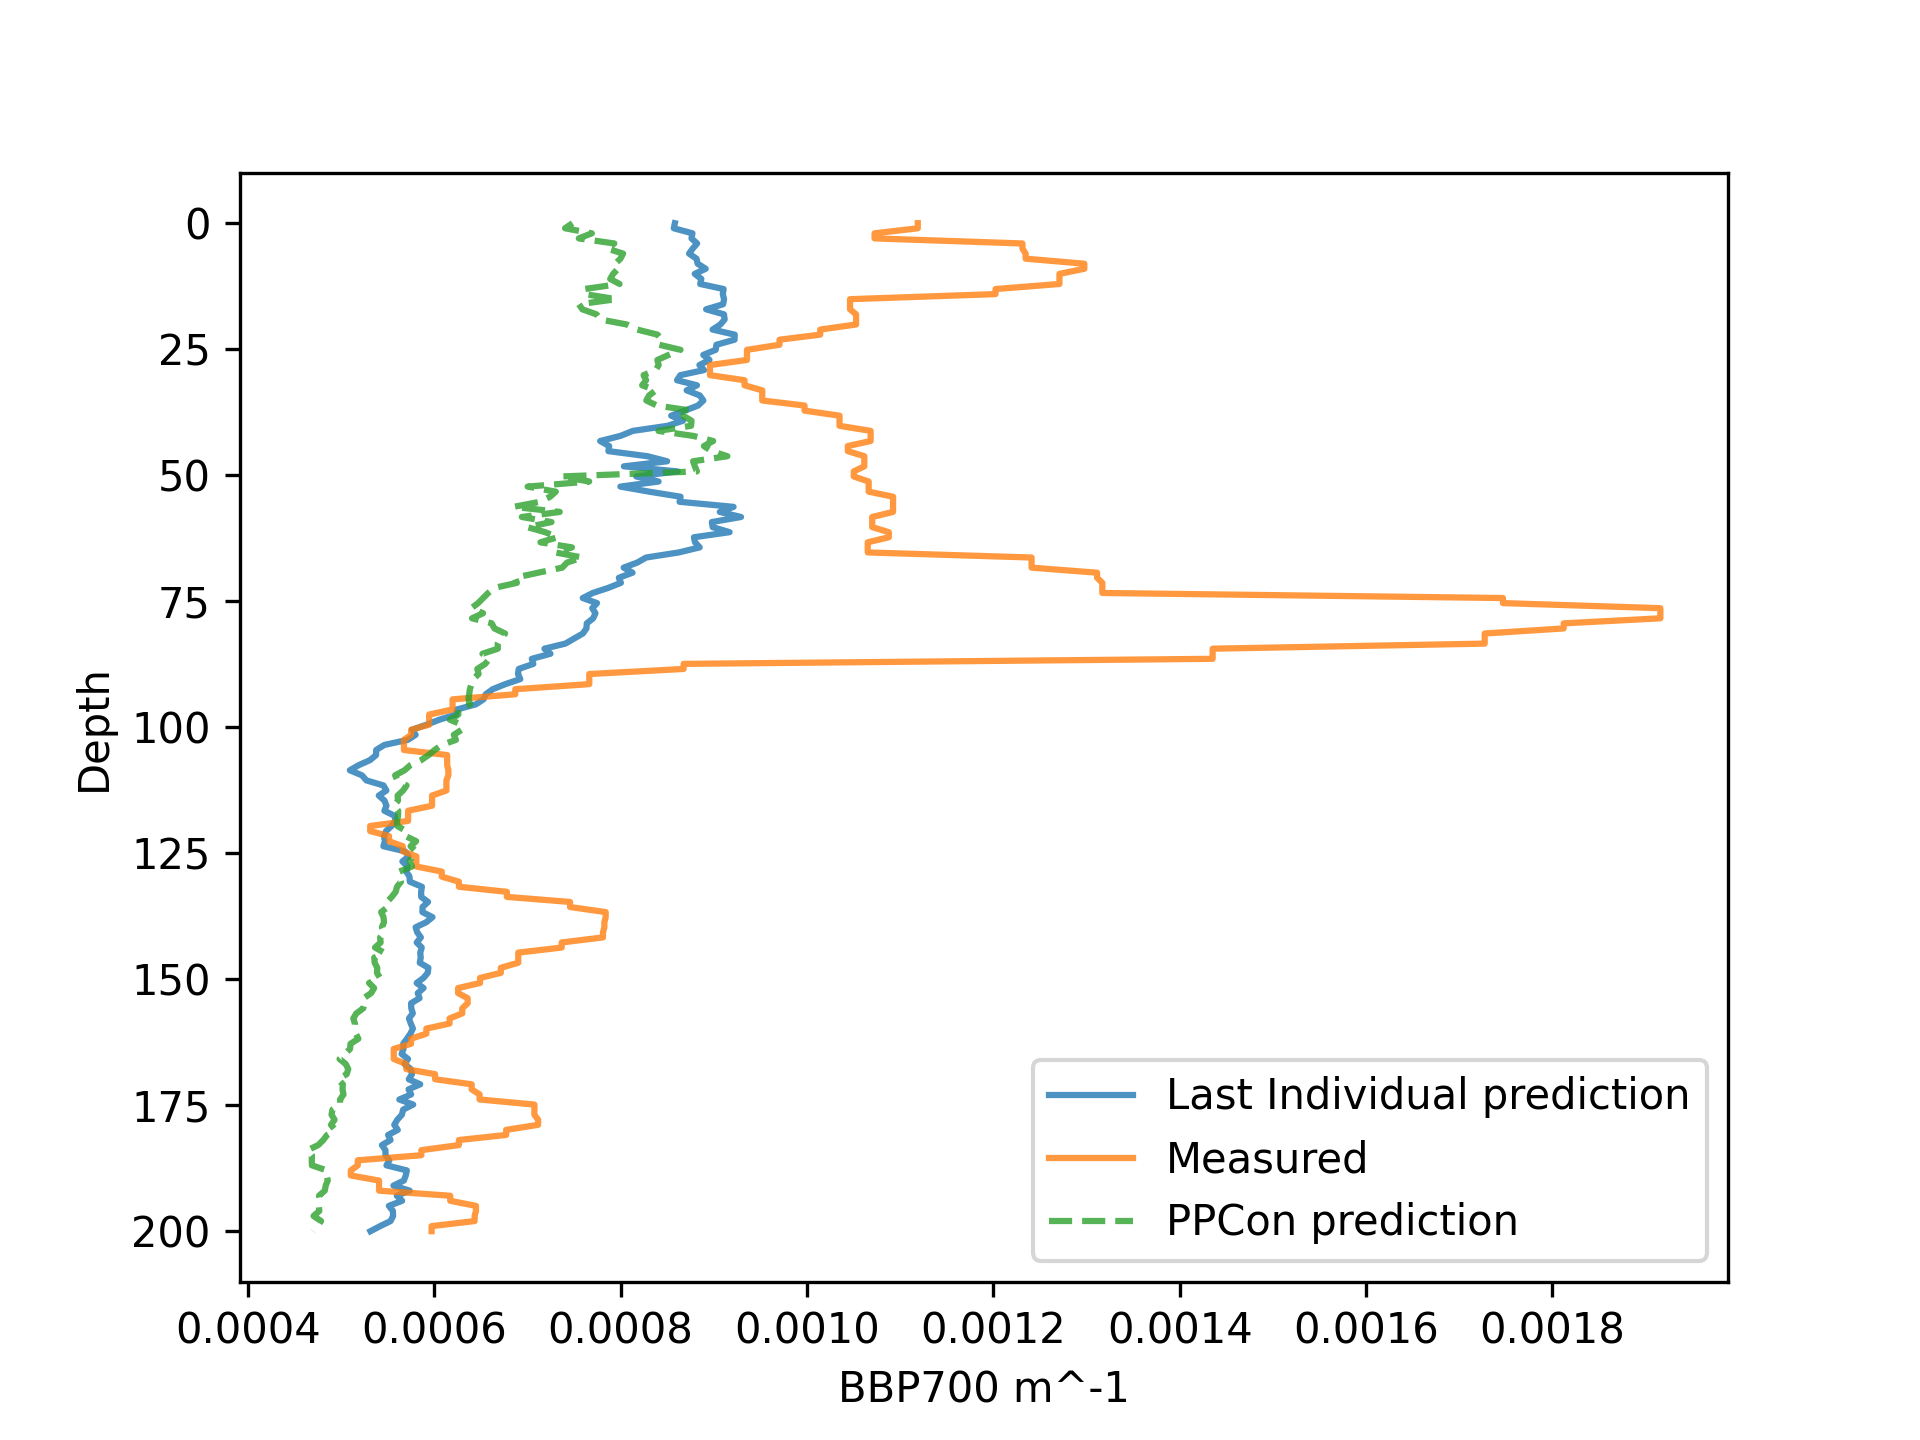 0
25
50
75
100
125
150
175
200
Depth
0.0004 0.0006 0.0008 0.0010 0.0012 0.0014 0.0016 0.0018
BBP700 m^-1
Last Individual prediction
Measured
PPCon prediction